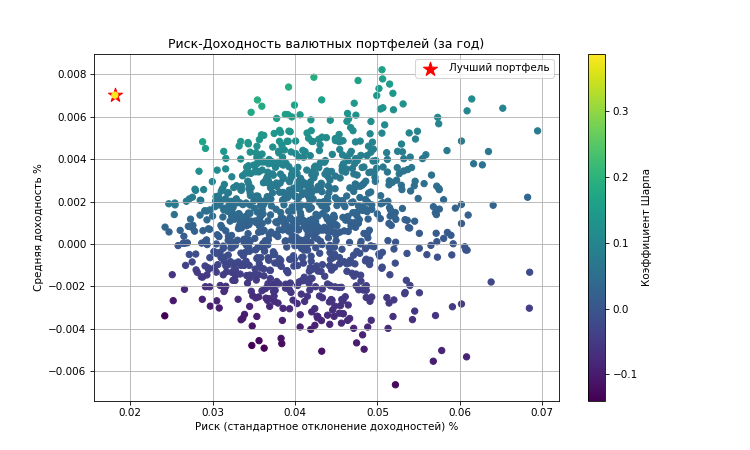 Риск-Доходность валютных портфелей (за год)
Лучший портфель
0.008
0.006
0.004
0.002
0.000
−0.002
−0.004
−0.006
Средняя доходность %
0.02 0.03 0.04 0.05 0.06 0.07
Риск (стандартное отклонение доходностей) %
0.3
0.2
0.1
0.0
−0.1
Коэффициент Шарпа